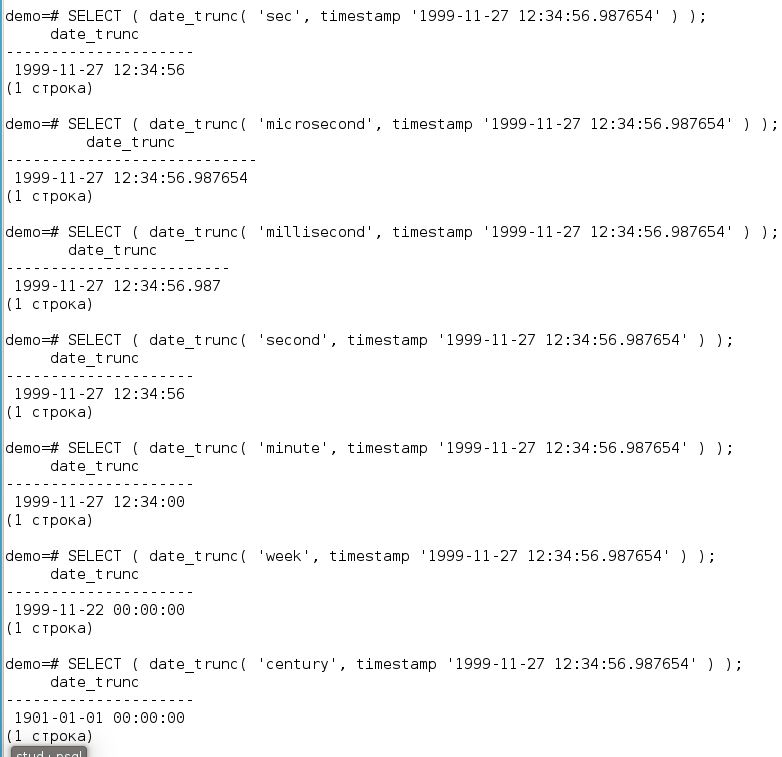 demo=# SELECT ( date_trunc( 'sec', timestamp '1999-11-27 12:34:56.987654' ) );
date_trunc
---------------------
1999-11-27 12:34:56
(1 строка)
demo=# SELECT ( date_trunc( 'microsecond', timestamp '1999-11-27 12:34:56.987654' ) );
date_trunc
----------------------------
1999-11-27 12:34:56.987654
(1 строка)
demo=# SELECT ( date_trunc( 'millisecond', timestamp '1999-11-27 12:34:56.987654' ) );
date_trunc
-------------------------
1999-11-27 12:34:56.987
(1 строка)
demo=# SELECT ( date_trunc( 'second', timestamp '1999-11-27 12:34:56.987654' ) );
date_trunc
---------------------
1999-11-27 12:34:56
(1 строка)
demo=# SELECT ( date_trunc( 'minute', timestamp '1999-11-27 12:34:56.987654' ) );
date_trunc
---------------------
1999-11-27 12:34:00
(1 строка)
demo=# SELECT ( date_trunc( 'week', timestamp '1999-11-27 12:34:56.987654' ) );
date_trunc
---------------------
1999-11-22 00:00:00
(1 строка)
demo=# SELECT ( date_trunc( 'century', timestamp '1999-11-27 12:34:56.987654' ) );
date_trunc
---------------------
1901-01-01 00:00:00
(1 строка)
stud : psql